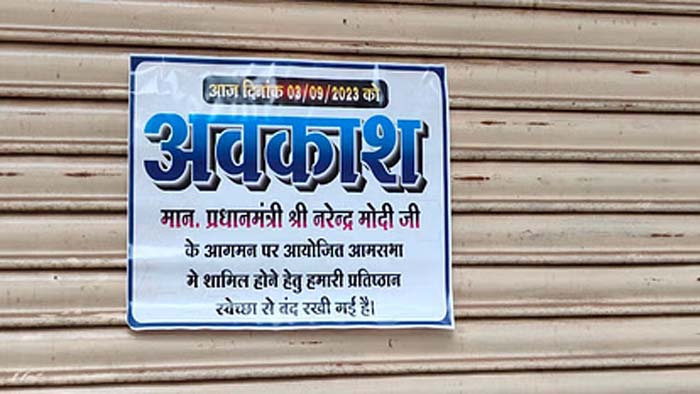 आज दिनांक 03/09/2023 को
अवकाश
मान. प्रधानमंत्री श्री नरेन्द्र मोदी जी
के आगमन पर आयोजित आमसभा
मे शामिल होने हेतु हमारी प्रतिष्ठान
स्वेच्छा से बंद रखी गई है।